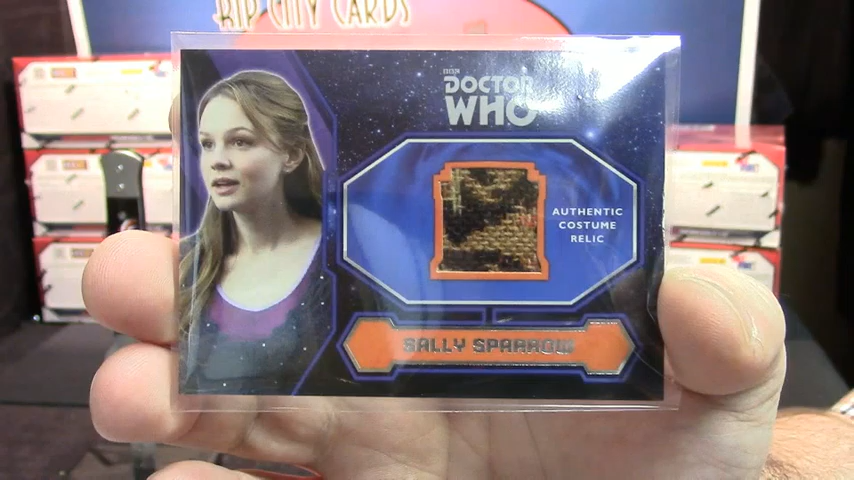 RIP CITY CARDS
BBC
DOCTOR
WHO
AUTHENTIC
COSTUME
RELIC
SALLY SPARROW